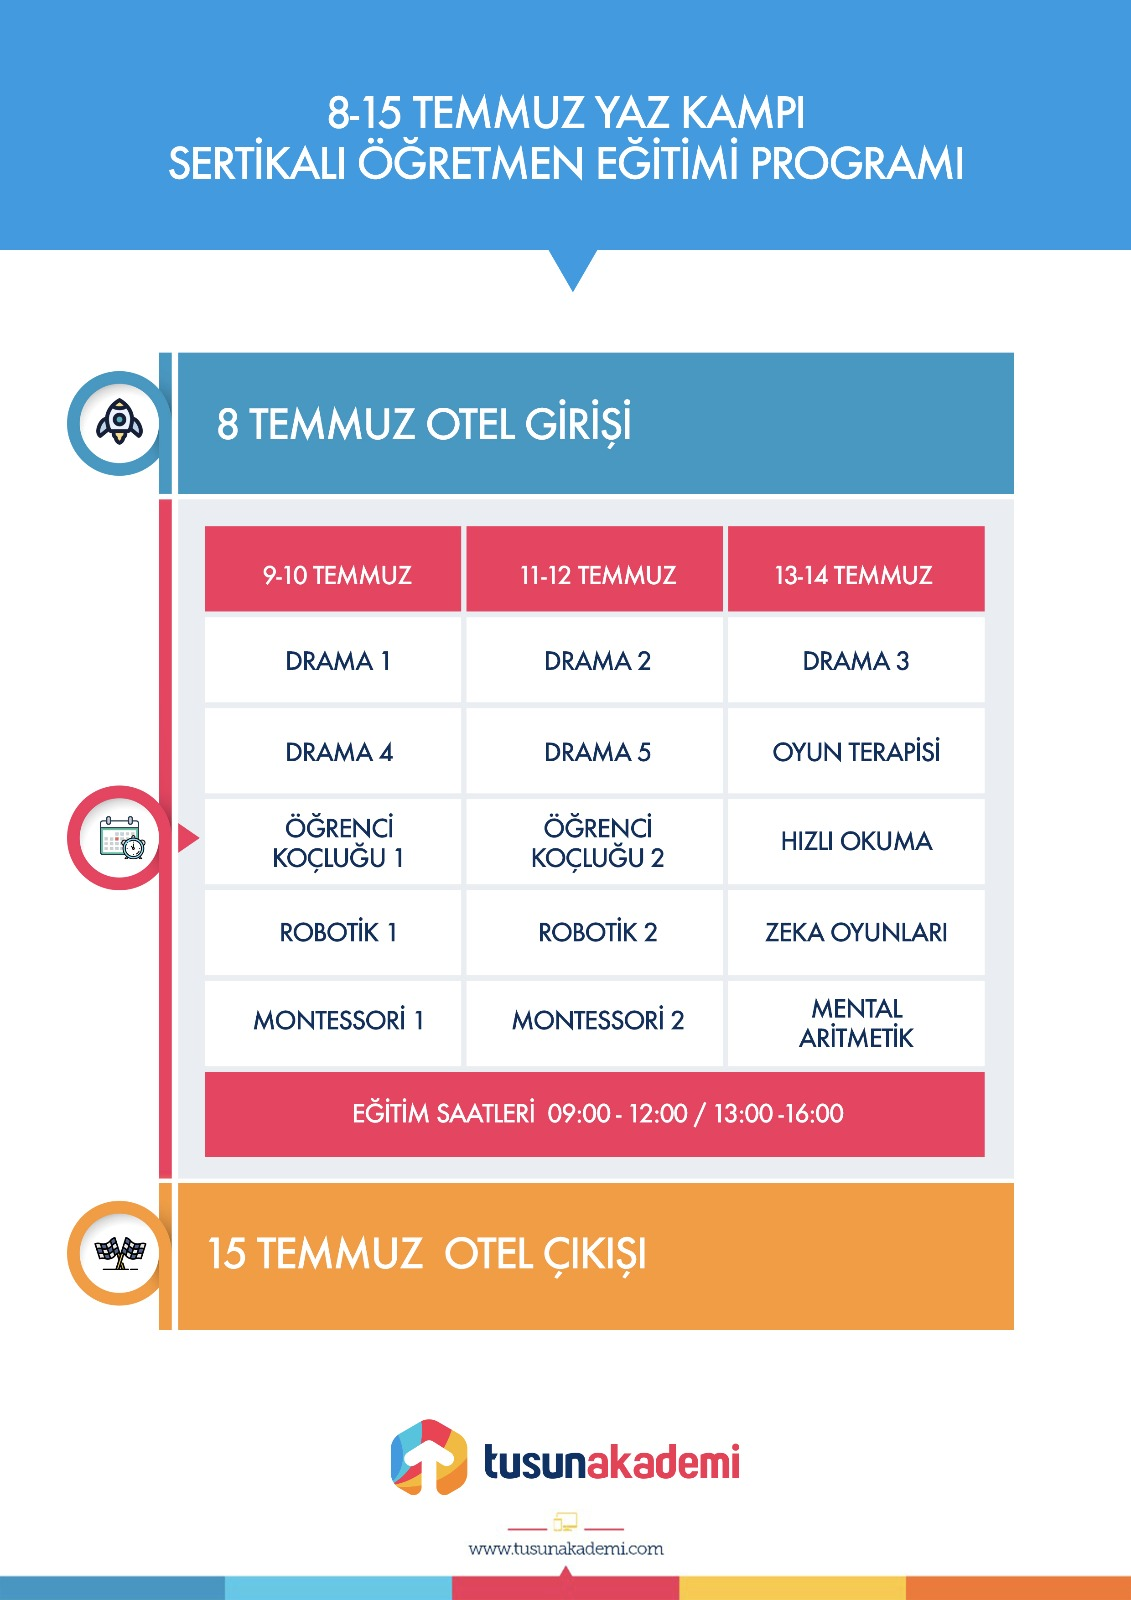 8-15 TEMMUZ YAZ KAMPI
SERTİKALI ÖĞRETMEN EĞİTİMİ PROGRAMI
8 TEMMUZ OTEL GİRİŞİ
9-10 TEMMUZ
11-12 TEMMUZ
13-14 TEMMUZ
DRAMA 1
DRAMA 2
DRAMA 3
DRAMA 4
DRAMA 5
OYUN TERAPİSİ
ÖĞRENCİ
KOÇLUĞU 1
ÖĞRENCİ
KOÇLUĞU 2
HIZLI OKUMA
ROBOTİK 1
ROBOTİK 2
ZEKA OYUNLARI
MONTESSORİ 1
MONTESSORİ 2
MENTAL
ARİTMETİK
EĞİTİM SAATLERİ 09:00 - 12:00 / 13:00 -16:00
15 TEMMUZ OTEL ÇIKIŞI
tusunakademi
www.tusunakademi.com